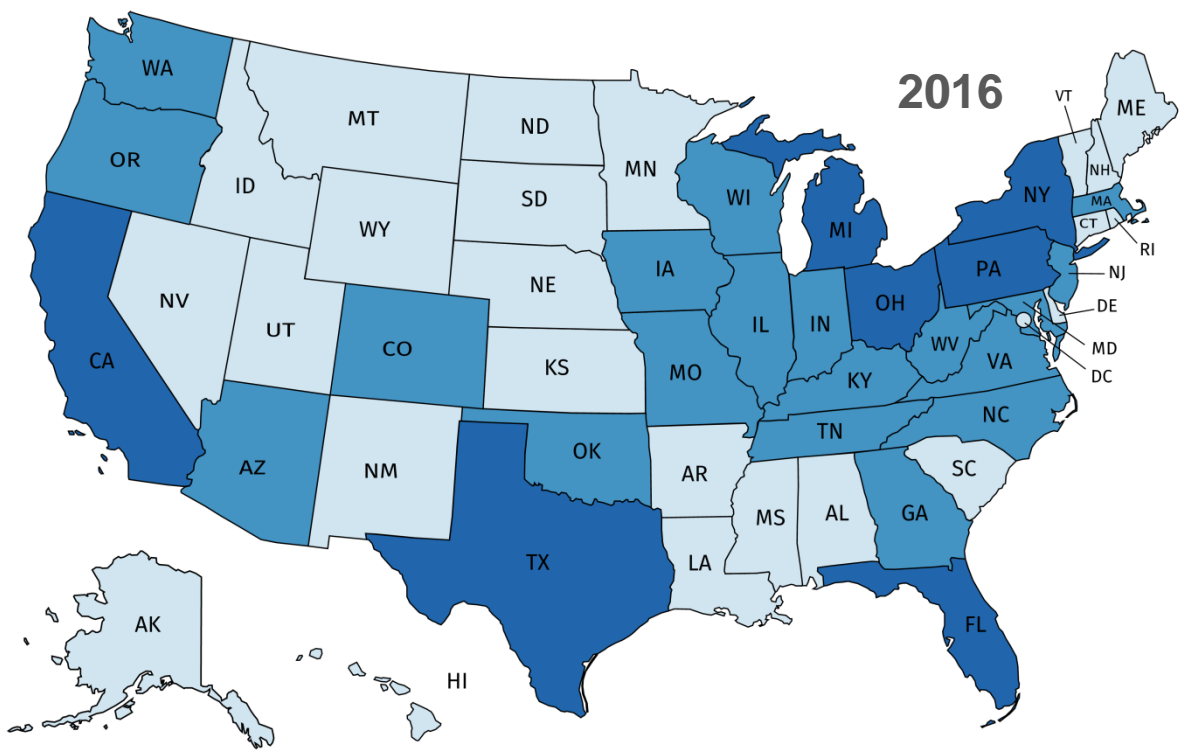 2016
WA
OR
CA
ID
NV
MT
WY
UT
AZ
CO
NM
ND
SD
NE
KS
OK
TX
MN
IA
MO
AR
LA
WI
IL
MI
IN
OH
KY
TN
MS
AL
GA
FL
SC
NC
VA
WV
PA
NY
VT
NH
ME
MA
CT
RI
NJ
DE
MD
DC
AK
HI